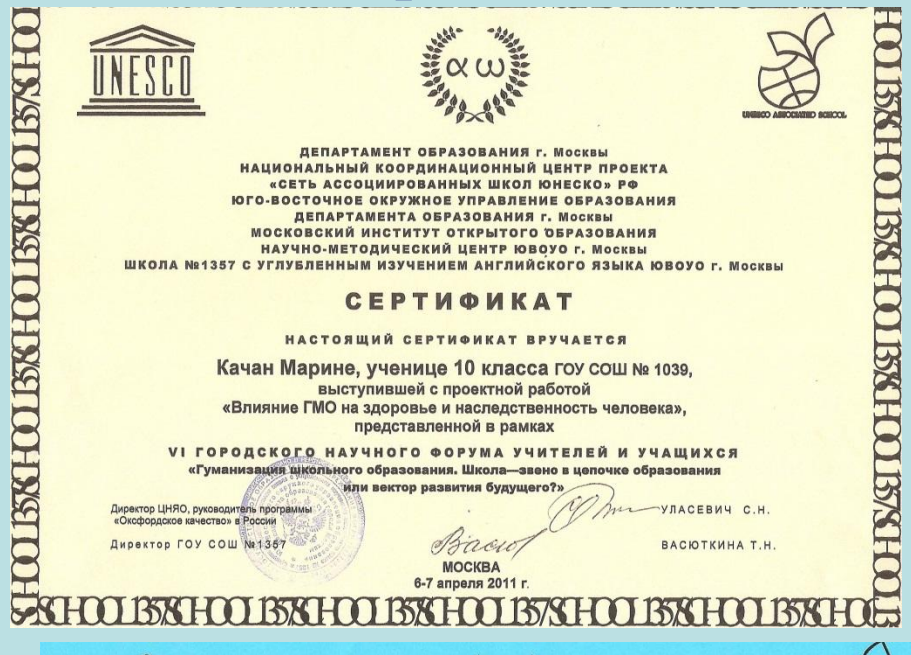 UNESCO
αω
UNESCO ASSOCIATED SCHOOL
ДЕПАРТАМЕНТ ОБРАЗОВАНИЯ г. Москвы
НАЦИОНАЛЬНЫЙ КООРДИНАЦИОННЫЙ ЦЕНТР ПРОЕКТА
«СЕТЬ АССОЦИИРОВАННЫХ ШКОЛ ЮНЕСКО» РФ
ЮГО-ВОСТОЧНОЕ ОКРУЖНОЕ УПРАВЛЕНИЕ ОБРАЗОВАНИЯ
ДЕПАРТАМЕНТА ОБРАЗОВАНИЯ г. Москвы
МОСКОВСКИЙ ИНСТИТУТ ОТКРЫТОГО ОБРАЗОВАНИЯ
НАУЧНО-МЕТОДИЧЕСКИЙ ЦЕНТР ЮВОУО г. Москвы
ШКОЛА №1357 С УГЛУБЛЕННЫМ ИЗУЧЕНИЕМ АНГЛИЙСКОГО ЯЗЫКА ЮВОУО г. Москвы
СЕРТИФИКАТ
НАСТОЯЩИЙ СЕРТИФИКАТ ВРУЧАЕТСЯ
Качан Марине, ученице 10 класса ГОУ СОШ № 1039,
выступившей с проектной работой
«Влияние ГМО на здоровье и наследственность человека»,
представленной в рамках
VI ГОРОДСКОГО НАУЧНОГО ФОРУМА УЧИТЕЛЕЙ И УЧАЩИХСЯ
«Гуманизация школьного образования. Школа—звено в цепочке образования
или вектор развития будущего?»
Директор ЦНЯО, руководитель программы
«Оксфордское качество» в России
УЛАСЕВИЧ С.Н.
Директор ГОУ СОШ №1357
ВАСЮТКИНА Т.Н.
МОСКВА
6-7 апреля 2011 г.
SCHOOL1357SCHOOL1357SCHOOL1357SCHOOL1357SCHOOL